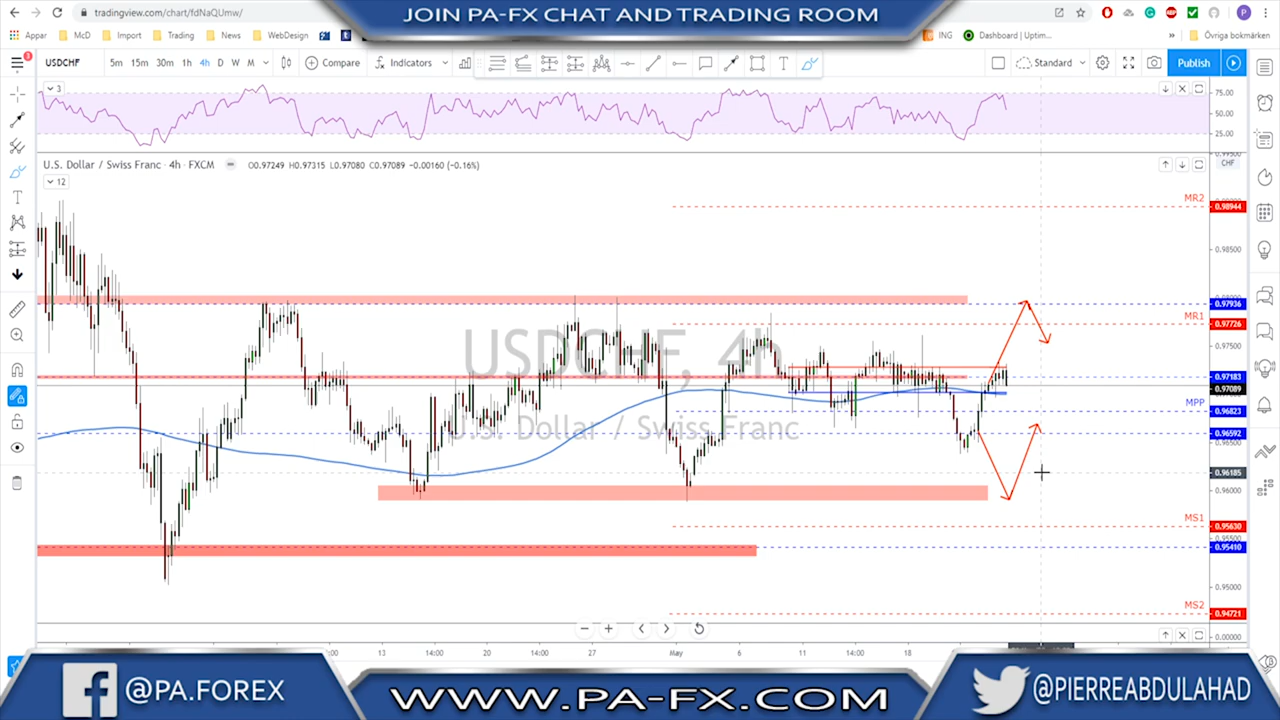 tradingview.com/chart/fdNaQUmw/
JOIN PA-FX CHAT AND TRADING ROOM
Appar McD Import Trading News WebDesign ING Dashboard | Uptim... » Övriga bokmärken
USDCHF 5m 15m 30m 1h 4h D W M Compare Indicators Standard Publish
3
75.00
50.00
25.00
U.S. Dollar / Swiss Franc · 4h · FXCM O0.97249 H0.97315 L0.97080 C0.97089 -0.00160 (-0.16%)
CHF
12
MR2
0.98944
0.98500
0.97936
MR1
0.97726
0.97500
USDCHF, 4h
0.97183
0.97089
MPP
0.96823
U.S. Dollar / Swiss Franc
0.96592
0.96500
0.96185
0.96000
MS1
0.95630
0.95500
0.95410
0.95000
MS2
0.94721
0.00000
13 14:00 20 14:00 27 May 6 11 14:00 18
@PA.FOREX
WWW.PA-FX.COM
@PIERREABDULAHAD